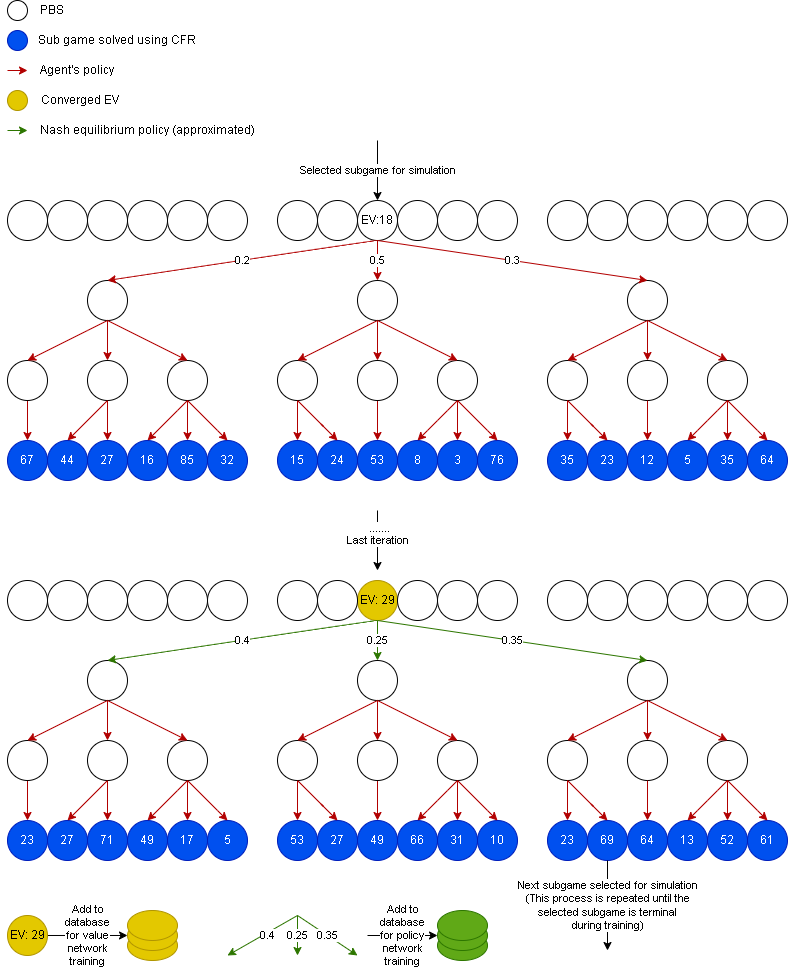 PBS
Sub game solved using CFR
Agent's policy
Converged EV
Nash equilibrium policy (approximated)
Selected subgame for simulation
EV:18
0.2 0.5 0.3
67 44 27 16 85 32 15 24 53 8 3 76 35 23 12 5 35 64
.......
Last iteration
EV: 29
0.4 0.25 0.35
23 27 71 49 17 5 53 27 49 66 31 10 23 69 64 13 52 61
Next subgame selected for simulation
(This process is repeated until the
selected subgame is terminal
during training)
EV: 29
Add to
database
for value
network
training
0.4 0.25 0.35
Add to
database
for policy
network
training